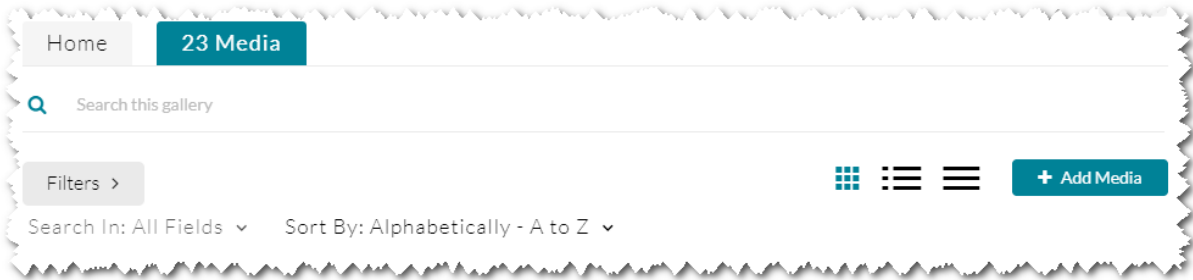 Home 23 Media
Search this gallery
Filters > + Add Media
Search In: All Fields Sort By: Alphabetically - A to Z